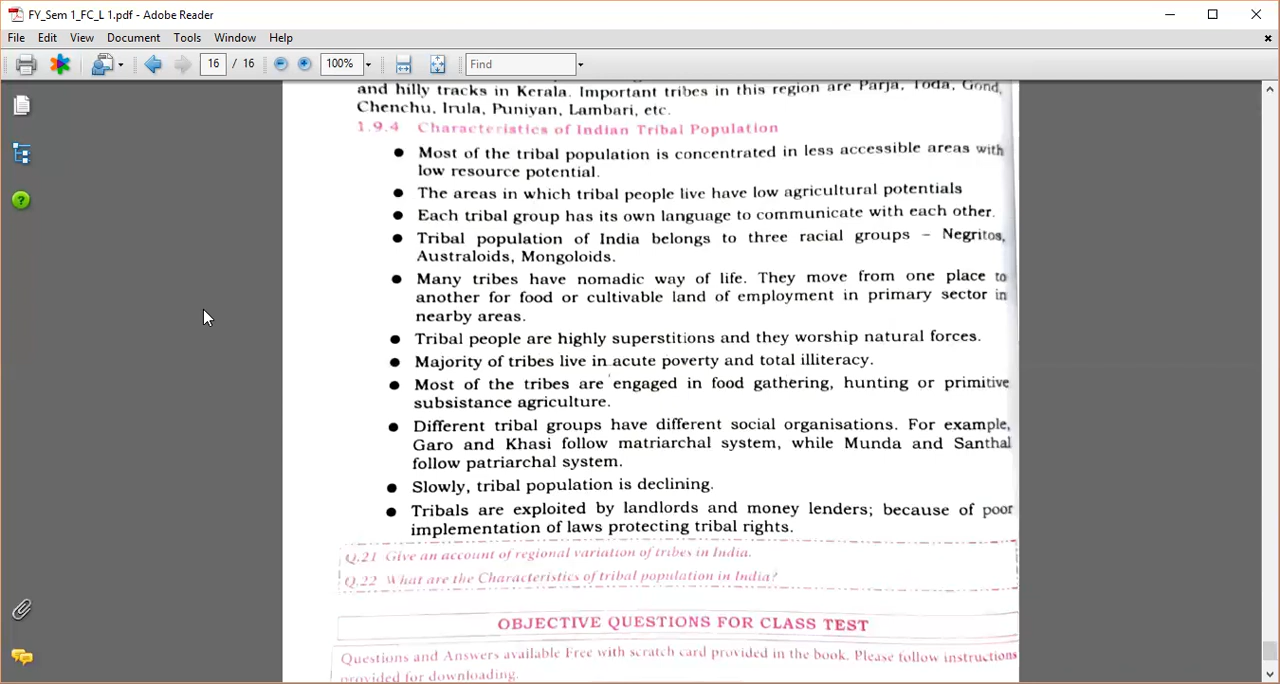 FY_Sem 1_FC_L 1.pdf - Adobe Reader
File Edit View Document Tools Window Help
16 / 16 100% Find
and hilly tracks in Kerala. Important tribes in this region are Parja, Toda, Gond,
Chenchu, Irula, Puniyan, Lambari, etc.
1.9.4 Characteristics of Indian Tribal Population
● Most of the tribal population is concentrated in less accessible areas with
low resource potential.
● The areas in which tribal people live have low agricultural potentials
● Each tribal group has its own language to communicate with each other.
● Tribal population of India belongs to three racial groups – Negritos,
Australoids, Mongoloids.
● Many tribes have nomadic way of life. They move from one place to
another for food or cultivable land of employment in primary sector in
nearby areas.
● Tribal people are highly superstitions and they worship natural forces.
● Majority of tribes live in acute poverty and total illiteracy.
● Most of the tribes are engaged in food gathering, hunting or primitive
subsistance agriculture.
● Different tribal groups have different social organisations. For example,
Garo and Khasi follow matriarchal system, while Munda and Santhal
follow patriarchal system.
● Slowly, tribal population is declining.
● Tribals are exploited by landlords and money lenders; because of poor
implementation of laws protecting tribal rights.
Q.21 Give an account of regional variation of tribes in India.
Q.22 What are the Characteristics of tribal population in India?
OBJECTIVE QUESTIONS FOR CLASS TEST
Questions and Answers available Free with scratch card provided in the book. Please follow instructions
provided for downloading.